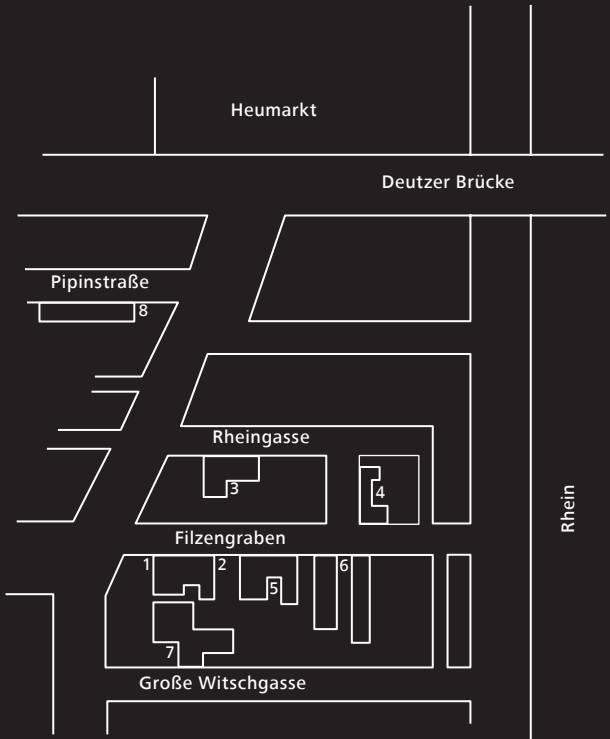 Heumarkt
Deutzer Brücke
Pipinstraße
8
Rheingasse
3
4
Rhein
Filzengraben
1
2
6
5
7
Große Witschgasse